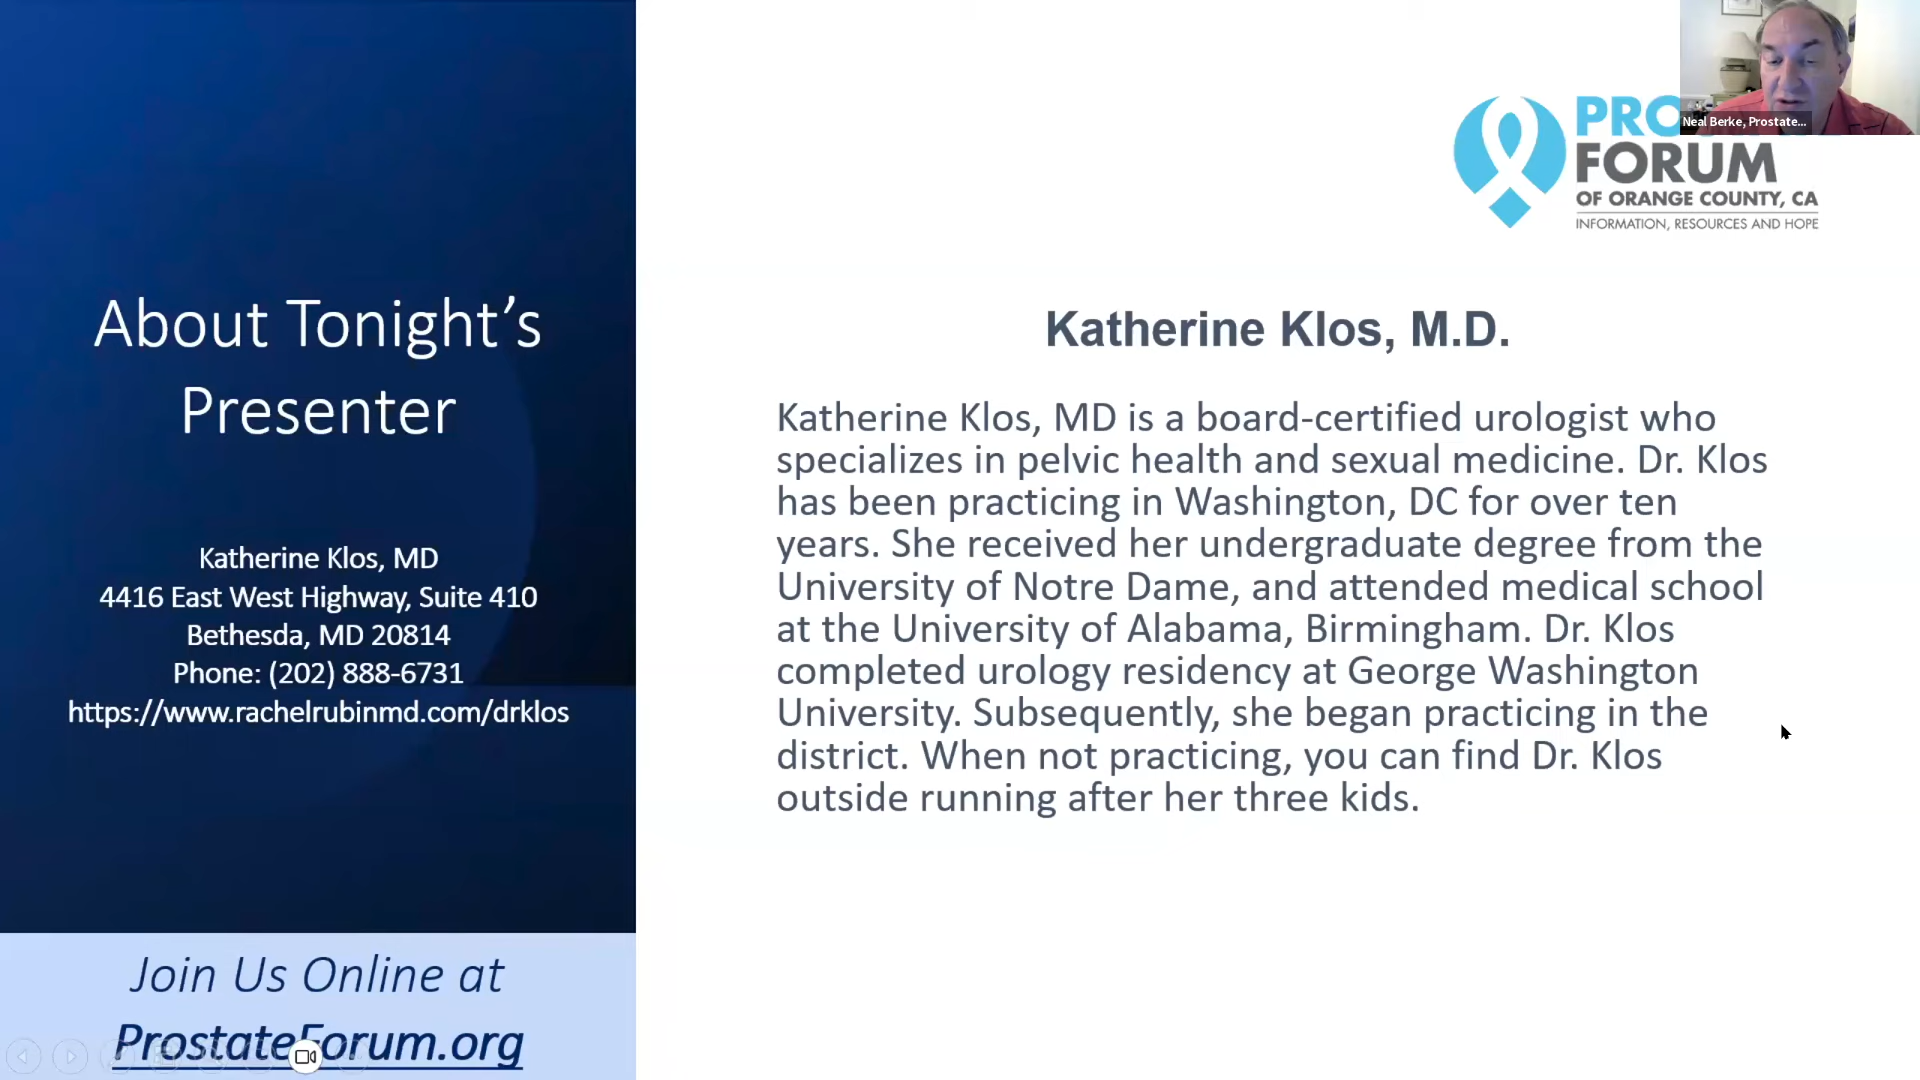 About Tonight’s
Presenter
Katherine Klos, MD
4416 East West Highway, Suite 410
Bethesda, MD 20814
Phone: (202) 888-6731
https://www.rachelrubinmd.com/drklos
Join Us Online at
ProstateForum.org
Neal Berke, Prostate...
PRO
FORUM
OF ORANGE COUNTY, CA
INFORMATION, RESOURCES AND HOPE
Katherine Klos, M.D.
Katherine Klos, MD is a board-certified urologist who
specializes in pelvic health and sexual medicine. Dr. Klos
has been practicing in Washington, DC for over ten
years. She received her undergraduate degree from the
University of Notre Dame, and attended medical school
at the University of Alabama, Birmingham. Dr. Klos
completed urology residency at George Washington
University. Subsequently, she began practicing in the
district. When not practicing, you can find Dr. Klos
outside running after her three kids.